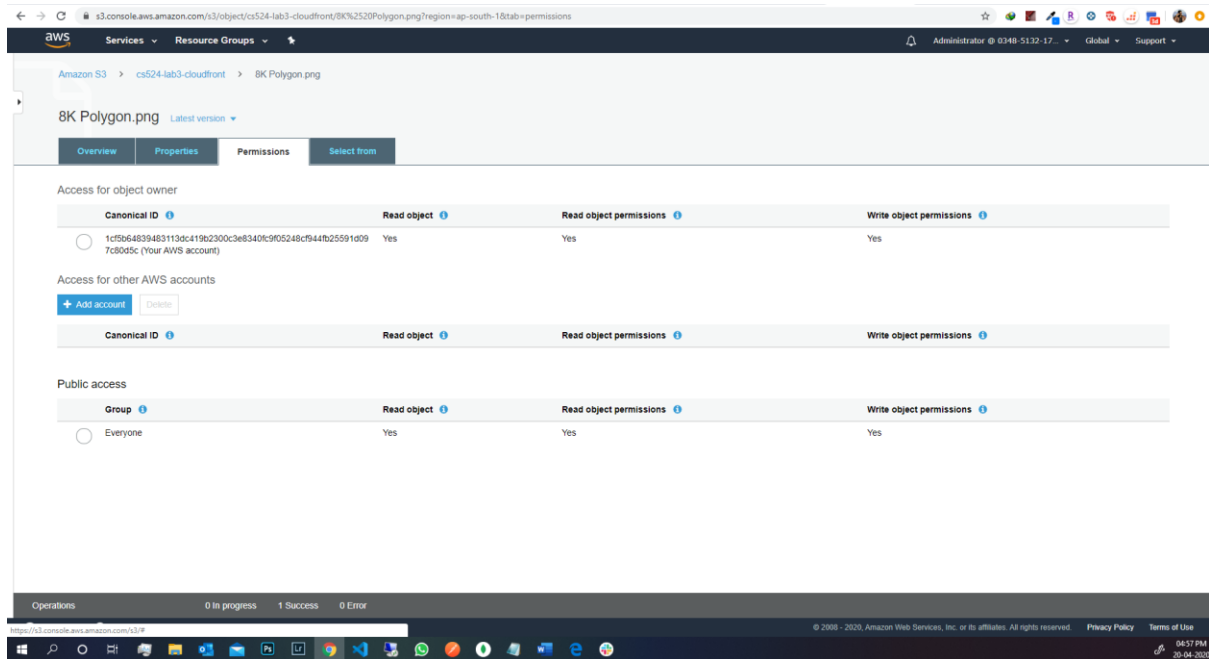 s3.console.aws.amazon.com/s3/object/cs524-lab3-cloudfront/8K%2520Polygon.png?region=ap-south-1&tab=permissions
aws Services Resource Groups Administrator @ 0348-5132-17... Global Support
Amazon S3 > cs524-lab3-cloudfront > 8K Polygon.png
8K Polygon.png Latest version
Overview Properties Permissions Select from
Access for object owner
Canonical ID Read object Read object permissions Write object permissions
1cf5b64839483113dc419b2300c3e8340fc9f05248cf944fb25591d09 Yes Yes Yes
7c80d5c (Your AWS account)
Access for other AWS accounts
+ Add account Delete
Canonical ID Read object Read object permissions Write object permissions
Public access
Group Read object Read object permissions Write object permissions
Everyone Yes Yes Yes
Operations 0 In progress 1 Success 0 Error
https://s3.console.aws.amazon.com/s3/# © 2008 - 2020, Amazon Web Services, Inc. or its affiliates. All rights reserved. Privacy Policy Terms of Use
04:57 PM
20-04-2020